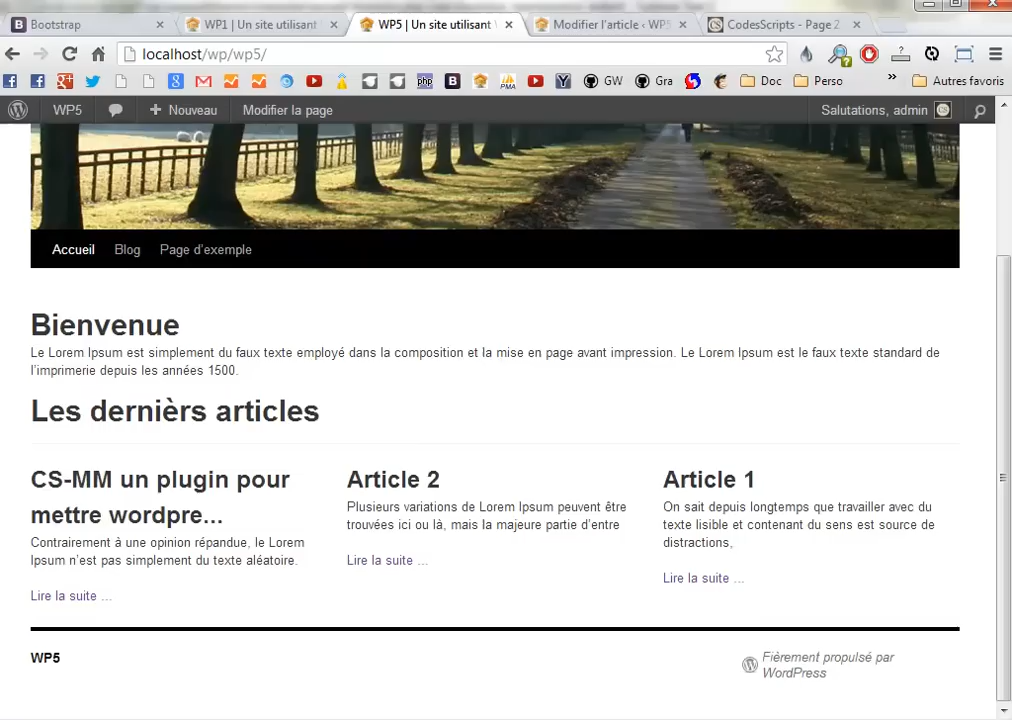 Bootstrap
WP1 | Un site utilisant
WP5 | Un site utilisant
Modifier l'article ‹ WP5
CodesScripts - Page 2
localhost/wp/wp5/
GW
Gra
Doc
Perso
»
Autres favoris
WP5
Nouveau
Modifier la page
Salutations, admin
Accueil
Blog
Page d'exemple
Bienvenue
Le Lorem Ipsum est simplement du faux texte employé dans la composition et la mise en page avant impression. Le Lorem Ipsum est le faux texte standard de
l'imprimerie depuis les années 1500.
Les dernièrs articles
CS-MM un plugin pour
mettre wordpre...
Contrairement à une opinion répandue, le Lorem
Ipsum n'est pas simplement du texte aléatoire.
Lire la suite ...
Article 2
Plusieurs variations de Lorem Ipsum peuvent être
trouvées ici ou là, mais la majeure partie d'entre
Lire la suite ...
Article 1
On sait depuis longtemps que travailler avec du
texte lisible et contenant du sens est source de
distractions,
Lire la suite ...
WP5
Fièrement propulsé par
WordPress